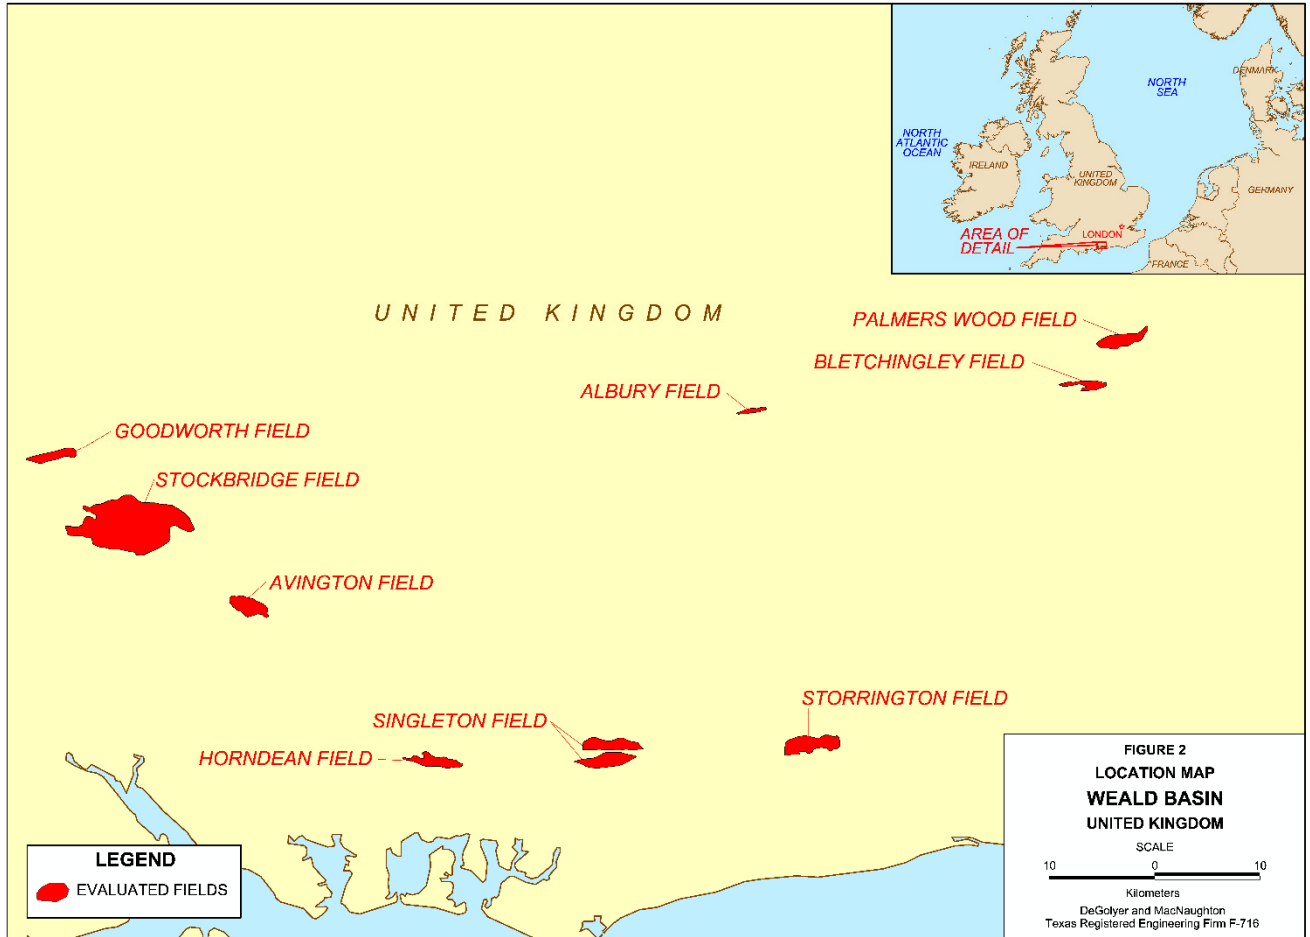 NORTH
SEA
DENMARK
NORTH
ATLANTIC
OCEAN
IRELAND
UNITED
KINGDOM
GERMANY
LONDON
AREA OF
DETAIL
FRANCE
UNITED KINGDOM
PALMERS WOOD FIELD
BLETCHINGLEY FIELD
ALBURY FIELD
GOODWORTH FIELD
STOCKBRIDGE FIELD
AVINGTON FIELD
STORRINGTON FIELD
SINGLETON FIELD
HORNDEAN FIELD
LEGEND
EVALUATED FIELDS
FIGURE 2
LOCATION MAP
WEALD BASIN
UNITED KINGDOM
SCALE
10 0 10
Kilometers
DeGolyer and MacNaughton
Texas Registered Engineering Firm F-716